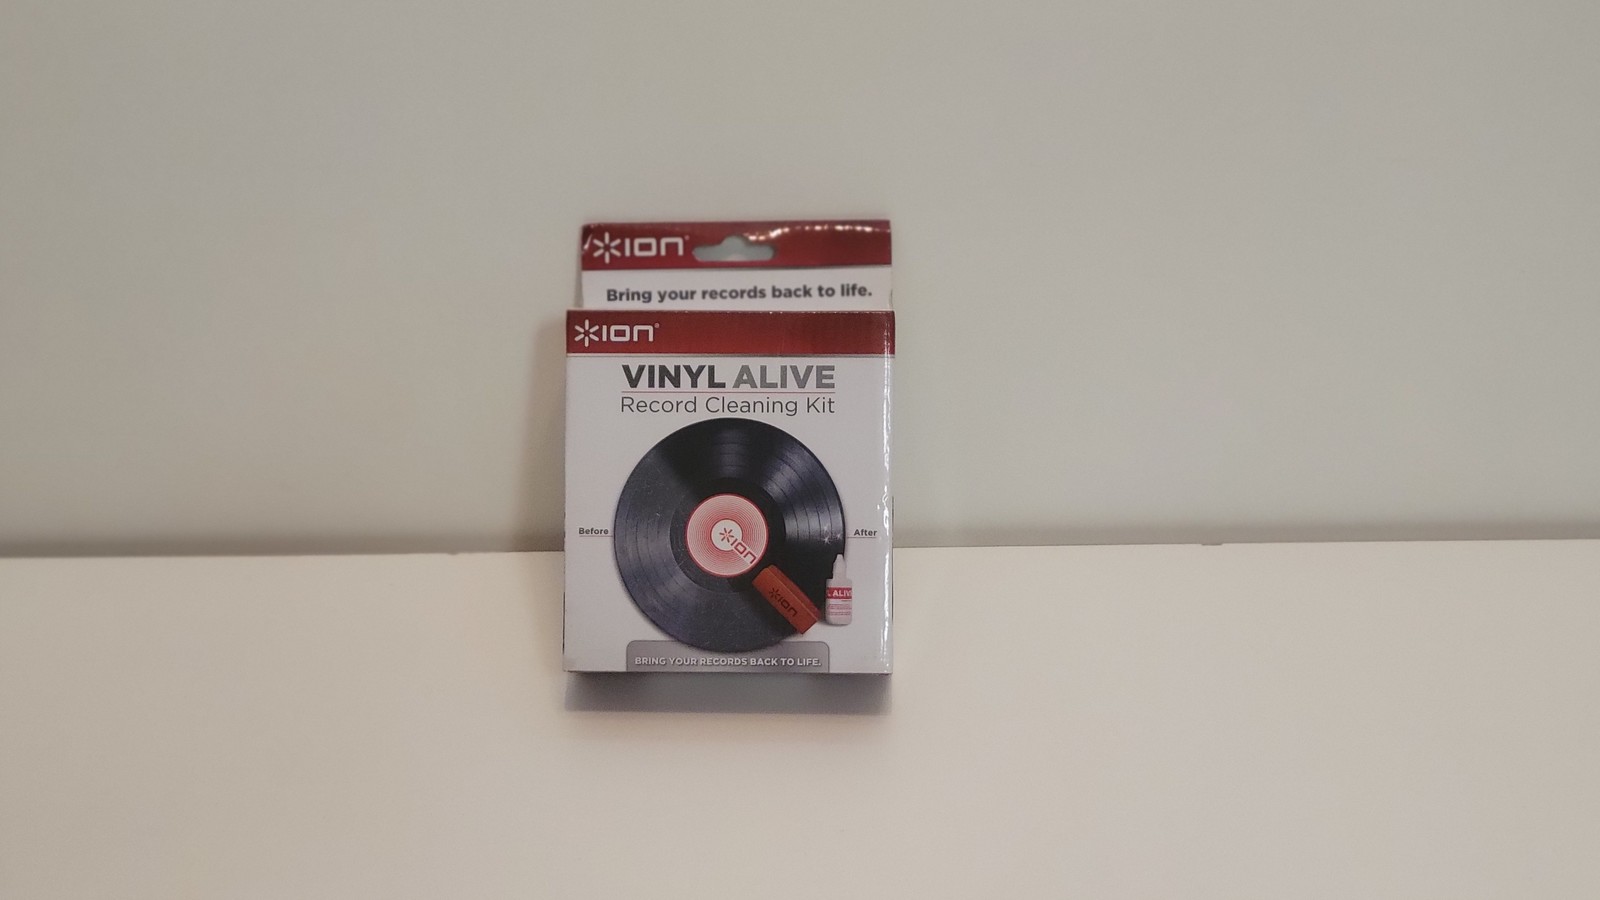 ION®
Bring your records back to life.
ION®
VINYL ALIVE
Record Cleaning Kit
Before
After
ION
ION
ALIVE
BRING YOUR RECORDS BACK TO LIFE.